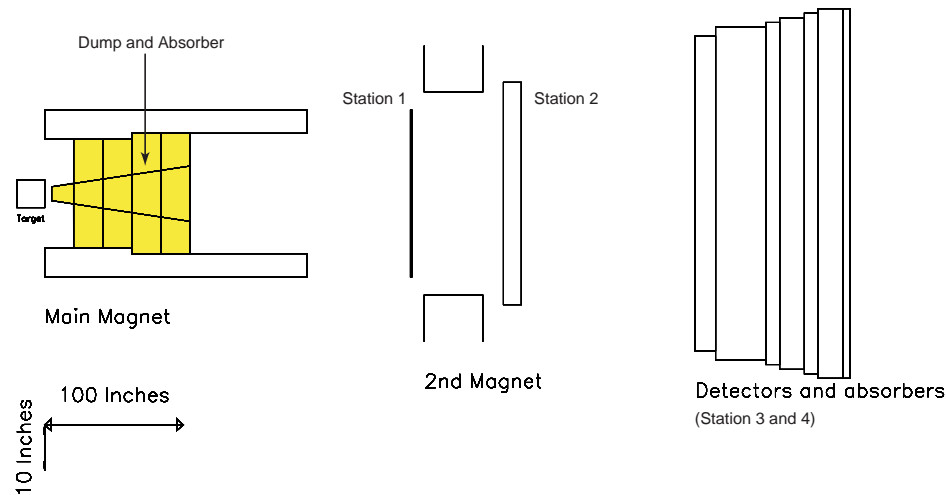 Dump and Absorber
Station 1
Station 2
Target
Main Magnet
2nd Magnet
Detectors and absorbers
(Station 3 and 4)
100 Inches
10 Inches